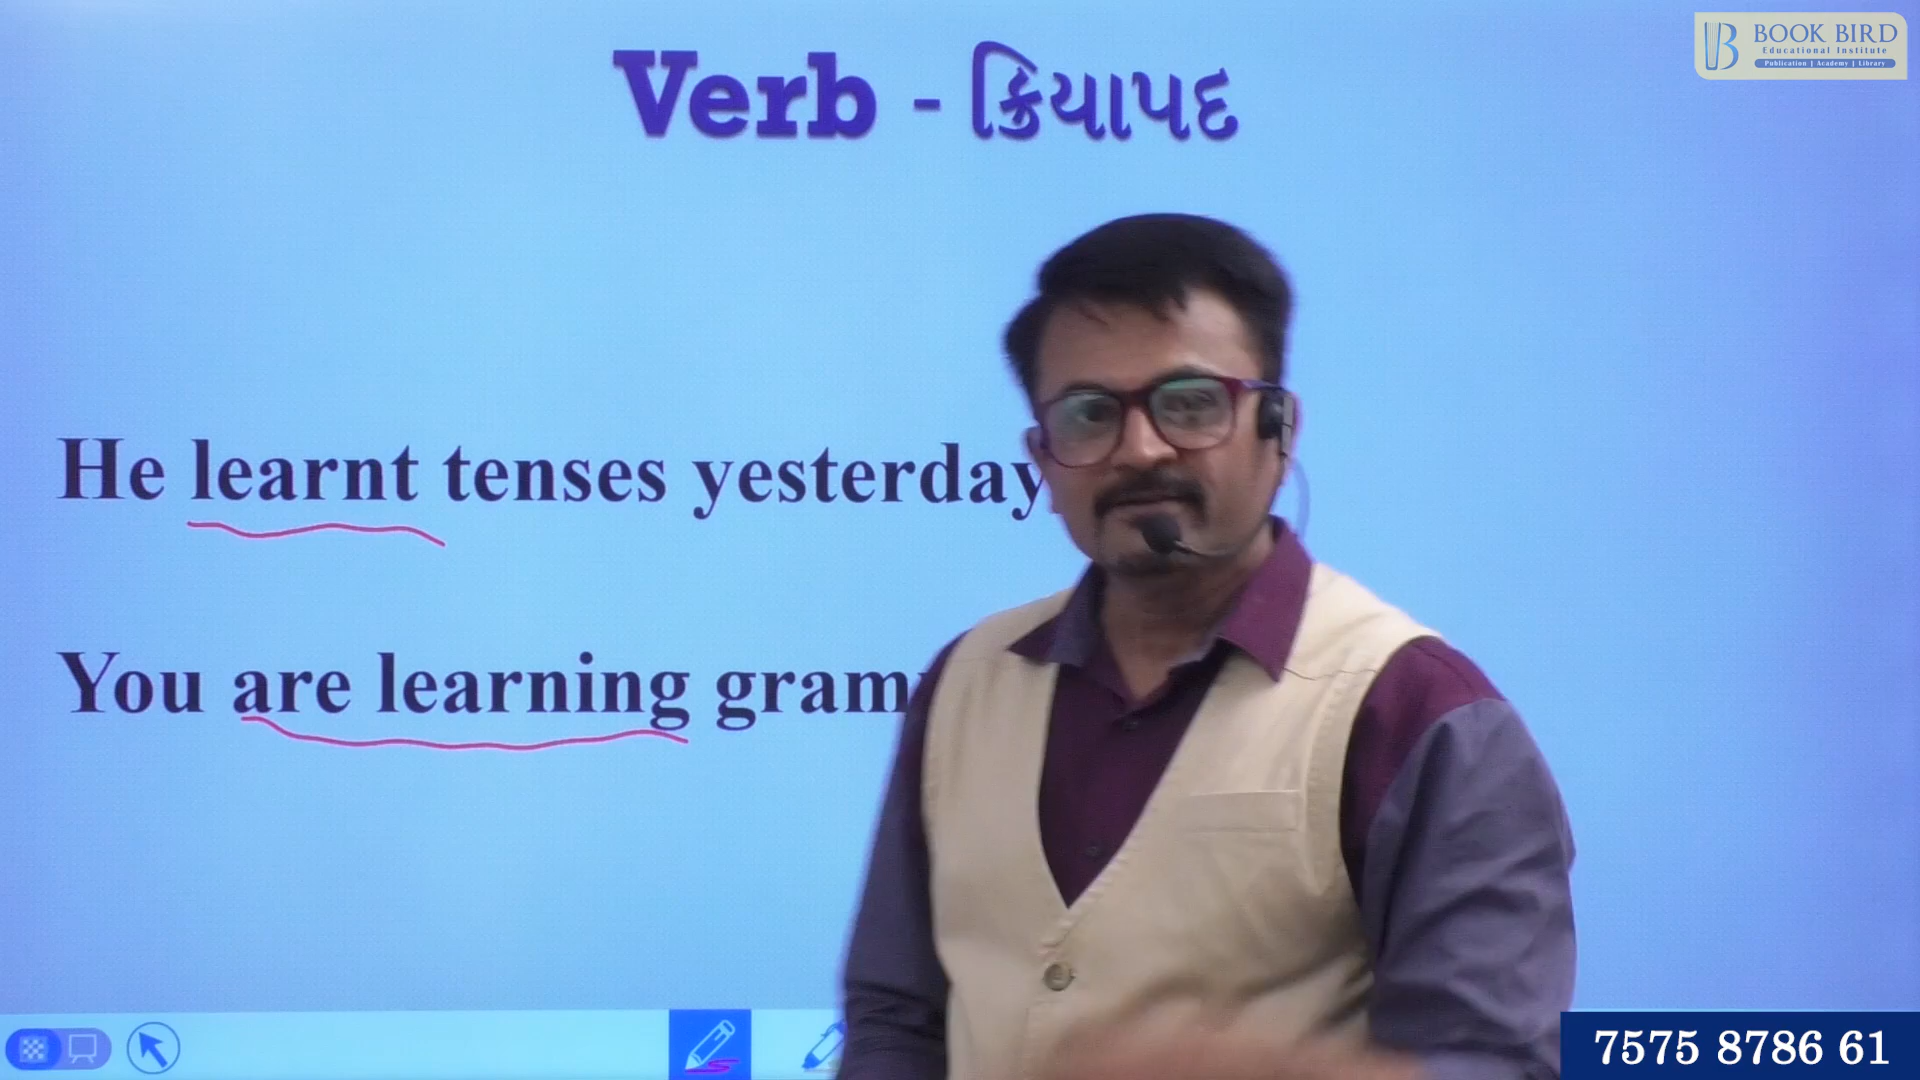 BOOK BIRD
Educational Institute
Publication | Academy | Library
Verb - ક્રિયાપદ
He learnt tenses yesterday
You are learning
7575 8786 61